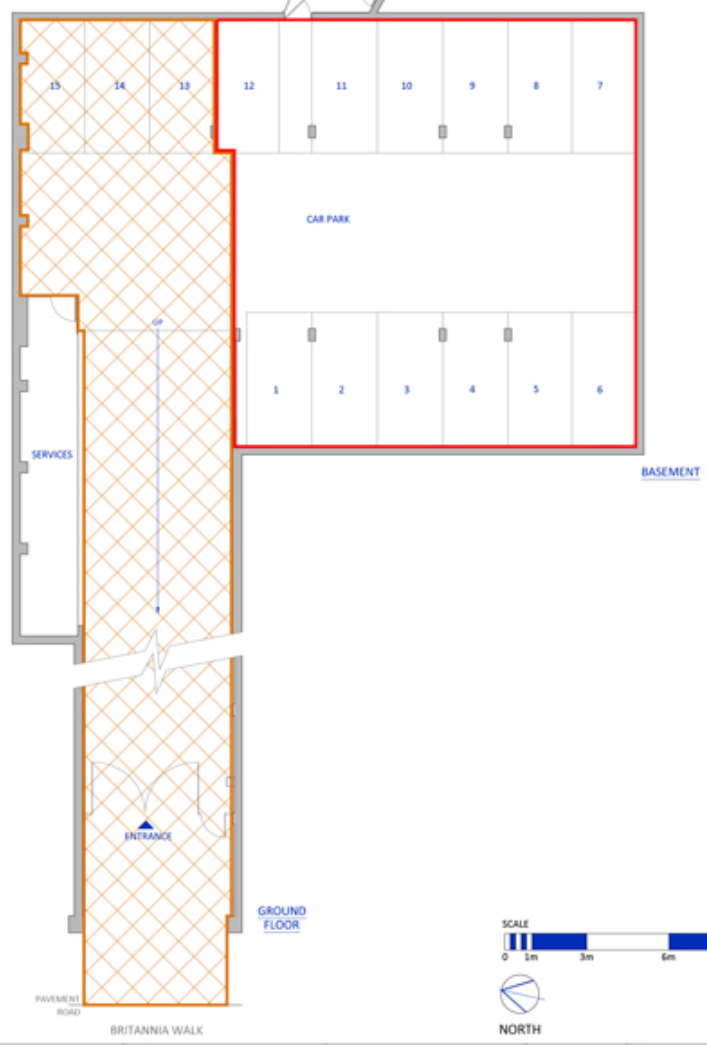 15 14 13 12 11 10 9 8 7
CAR PARK
UP
1 2 3 4 5 6
SERVICES
BASEMENT
ENTRANCE
GROUND
FLOOR
SCALE
0 1m 3m 6m
PAVEMENT
ROAD
BRITANNIA WALK
NORTH